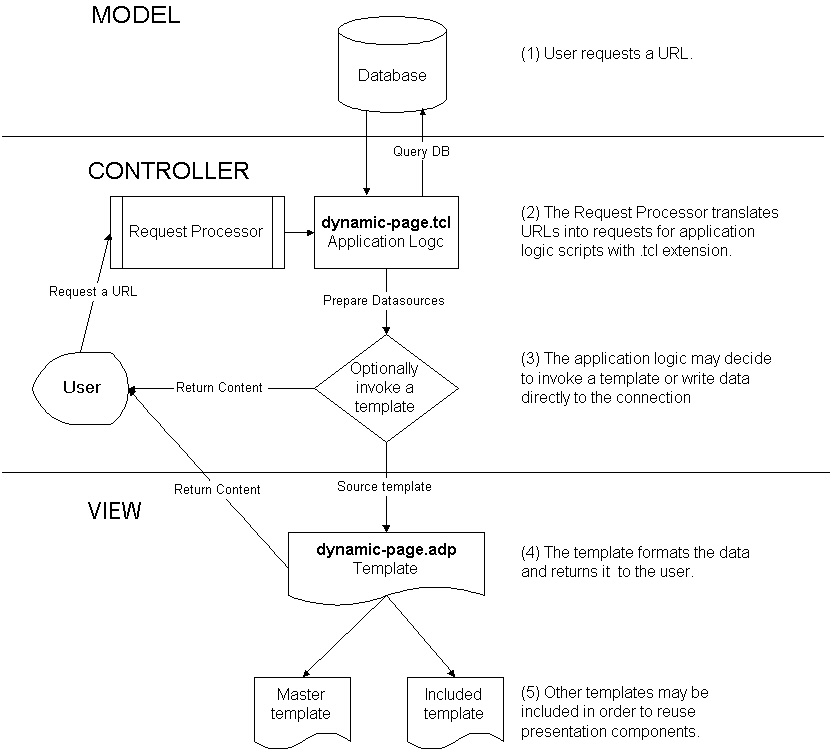 MODEL
Database
(1) User requests a URL.
Query DB
CONTROLLER
Request Processor
dynamic-page.tcl
Application Logc
(2) The Request Processor translates
URLs into requests for application
logic scripts with .tcl extension.
Request a URL
Prepare Datasources
User
Return Content
Optionally
invoke a
template
(3) The application logic may decide
to invoke a template or write data
directly to the connection
Return Content
Source template
VIEW
dynamic-page.adp
Template
(4) The template formats the data
and returns it to the user.
Master
template
Included
template
(5) Other templates may be
included in order to reuse
presentation components.